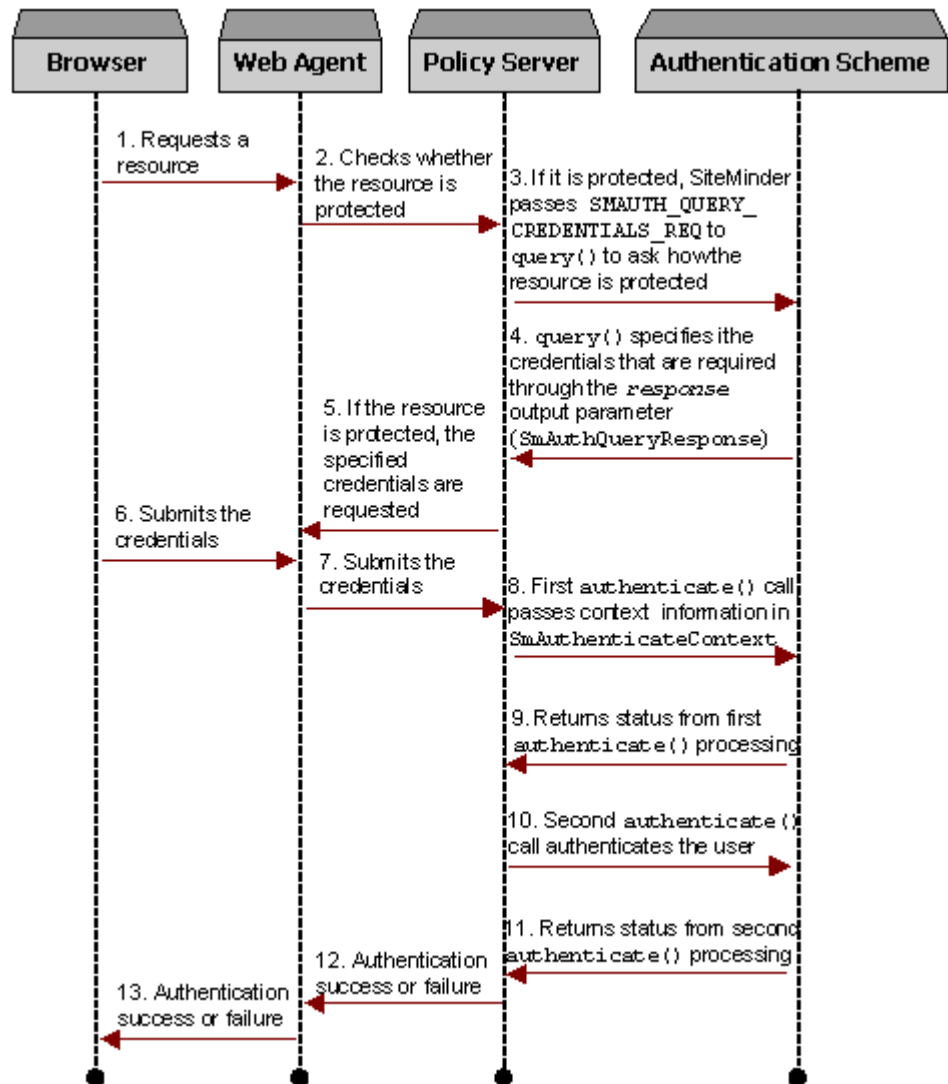 Browser
Web Agent
Policy Server
Authentication Scheme
1. Requests a
resource
2. Checks whether
the resource is
protected
3. If it is protected, SiteMinder
passes SMAUTH_QUERY_
CREDENTIALS_REQ to
query() to ask howthe
resource is protected
4. query() specifies ithe
credentials that are required
through the response
output parameter
(SmAuthQueryResponse)
5. If the resource
is protected, the
specified
credentials are
requested
6. Submits the
credentials
7. Submits the
credentials
8. First authenticate() call
passes context information in
SmAuthenticateContext
9. Returns status from first
authenticate() processing
10. Second authenticate()
call authenticates the user
11. Returns status from second
authenticate() processing
12. Authentication
success or failure
13. Authentication
success or failure